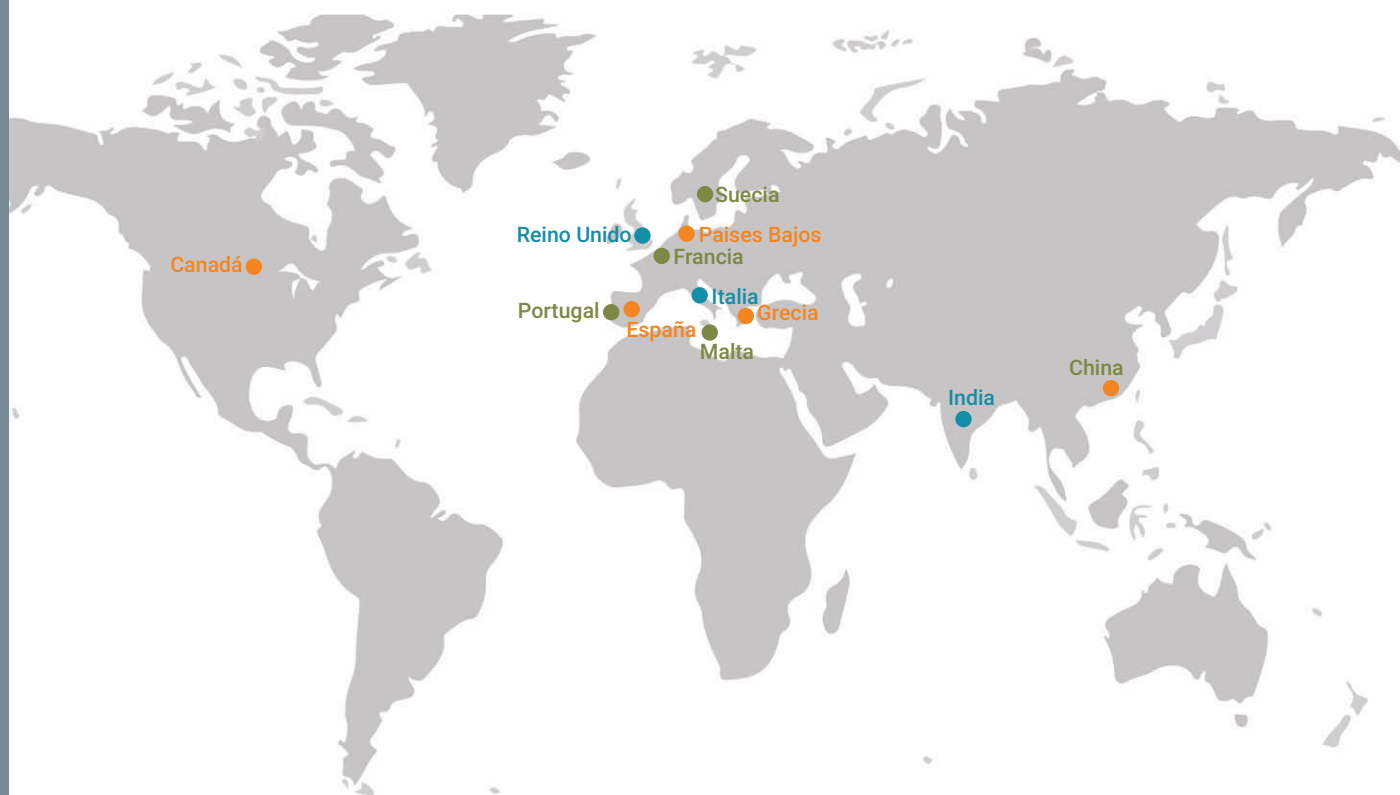 Suecia
Reino Unido
Paises Bajos
Francia
Canadá
Italia
Portugal
Grecia
España
Malta
China
India